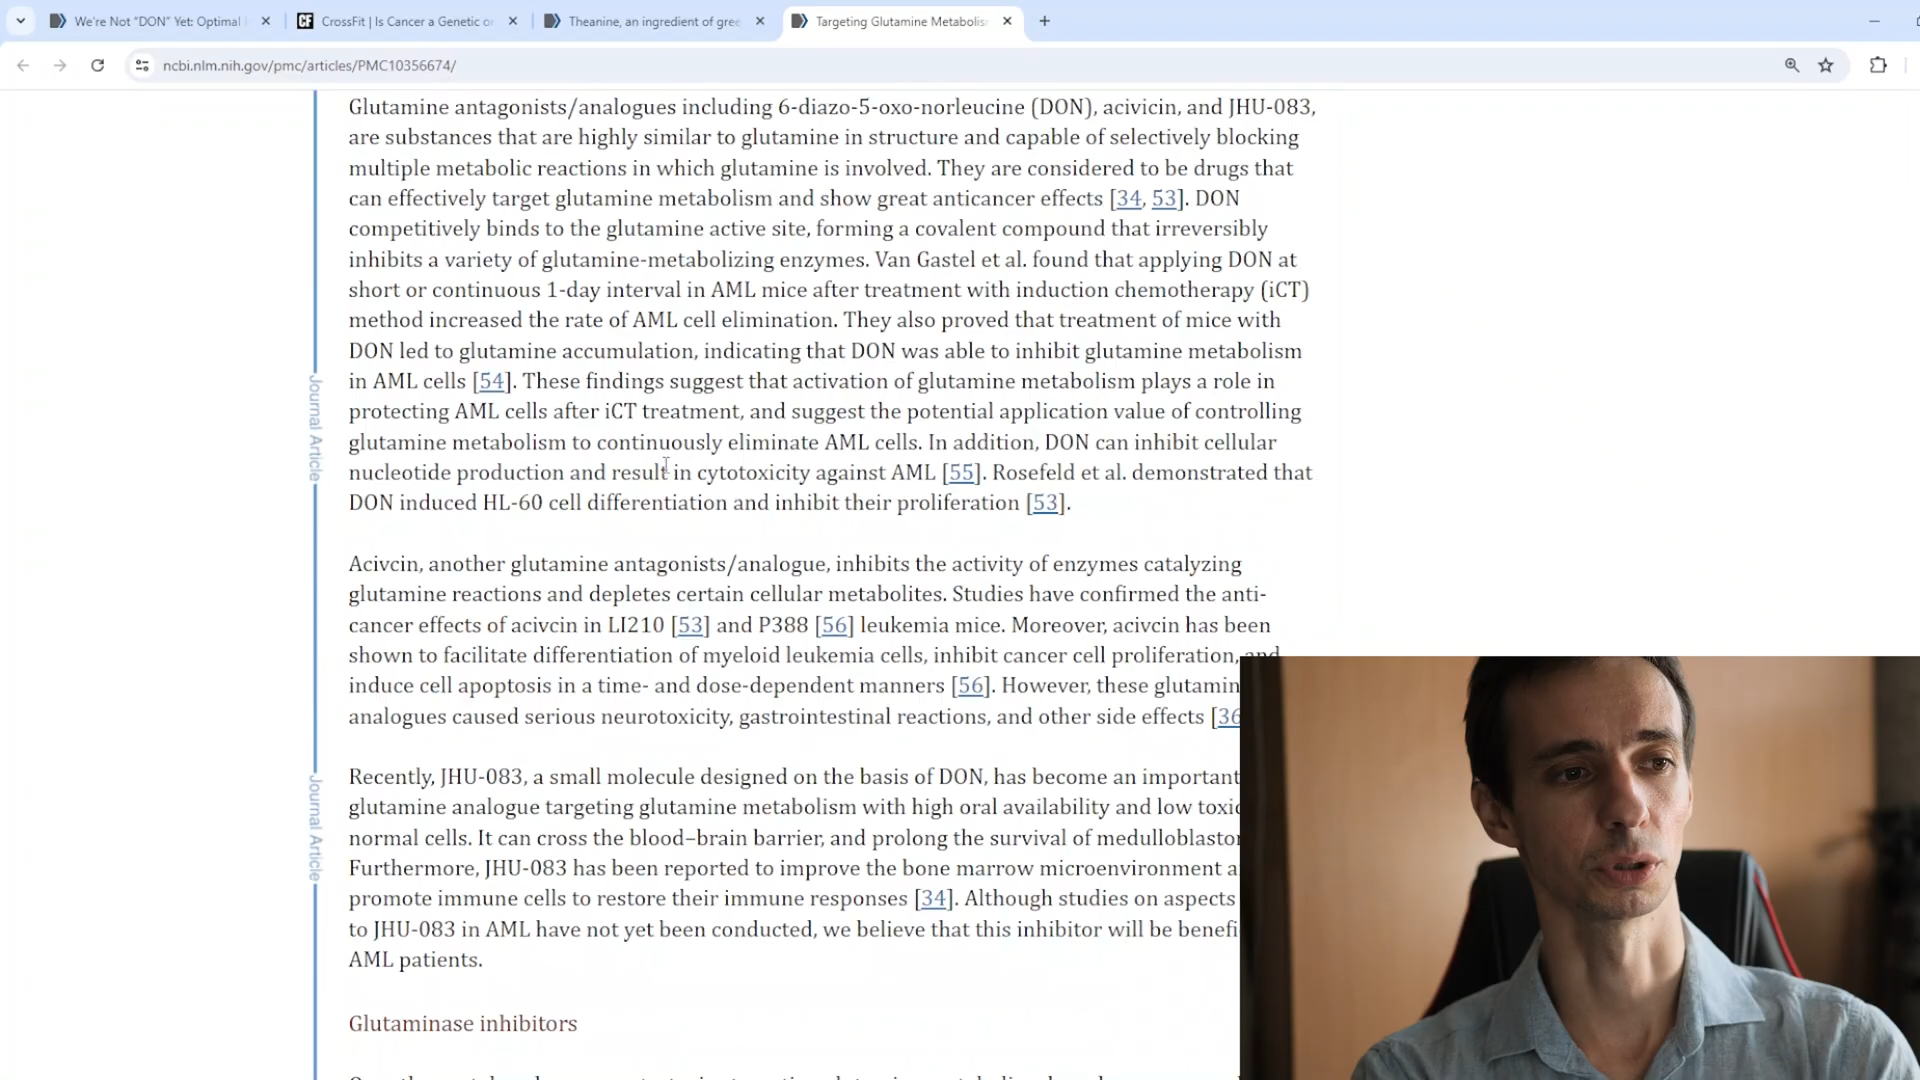 We're Not “DON” Yet: Optimal
CrossFit | Is Cancer a Genetic or
Theanine, an ingredient of gree
Targeting Glutamine Metabolis
ncbi.nlm.nih.gov/pmc/articles/PMC10356674/
Glutamine antagonists/analogues including 6-diazo-5-oxo-norleucine (DON), acivicin, and JHU-083,
are substances that are highly similar to glutamine in structure and capable of selectively blocking
multiple metabolic reactions in which glutamine is involved. They are considered to be drugs that
can effectively target glutamine metabolism and show great anticancer effects [34, 53]. DON
competitively binds to the glutamine active site, forming a covalent compound that irreversibly
inhibits a variety of glutamine-metabolizing enzymes. Van Gastel et al. found that applying DON at
short or continuous 1-day interval in AML mice after treatment with induction chemotherapy (iCT)
method increased the rate of AML cell elimination. They also proved that treatment of mice with
DON led to glutamine accumulation, indicating that DON was able to inhibit glutamine metabolism
in AML cells [54]. These findings suggest that activation of glutamine metabolism plays a role in
protecting AML cells after iCT treatment, and suggest the potential application value of controlling
glutamine metabolism to continuously eliminate AML cells. In addition, DON can inhibit cellular
nucleotide production and result in cytotoxicity against AML [55]. Rosefeld et al. demonstrated that
DON induced HL-60 cell differentiation and inhibit their proliferation [53].
Acivcin, another glutamine antagonists/analogue, inhibits the activity of enzymes catalyzing
glutamine reactions and depletes certain cellular metabolites. Studies have confirmed the anti-
cancer effects of acivcin in LI210 [53] and P388 [56] leukemia mice. Moreover, acivcin has been
shown to facilitate differentiation of myeloid leukemia cells, inhibit cancer cell proliferation, and
induce cell apoptosis in a time- and dose-dependent manners [56]. However, these glutamin
analogues caused serious neurotoxicity, gastrointestinal reactions, and other side effects [36
Recently, JHU-083, a small molecule designed on the basis of DON, has become an important
glutamine analogue targeting glutamine metabolism with high oral availability and low toxic
normal cells. It can cross the blood–brain barrier, and prolong the survival of medulloblasto
Furthermore, JHU-083 has been reported to improve the bone marrow microenvironment a
promote immune cells to restore their immune responses [34]. Although studies on aspects
to JHU-083 in AML have not yet been conducted, we believe that this inhibitor will be benefi
AML patients.
Glutaminase inhibitors
Journal Article
Journal Article